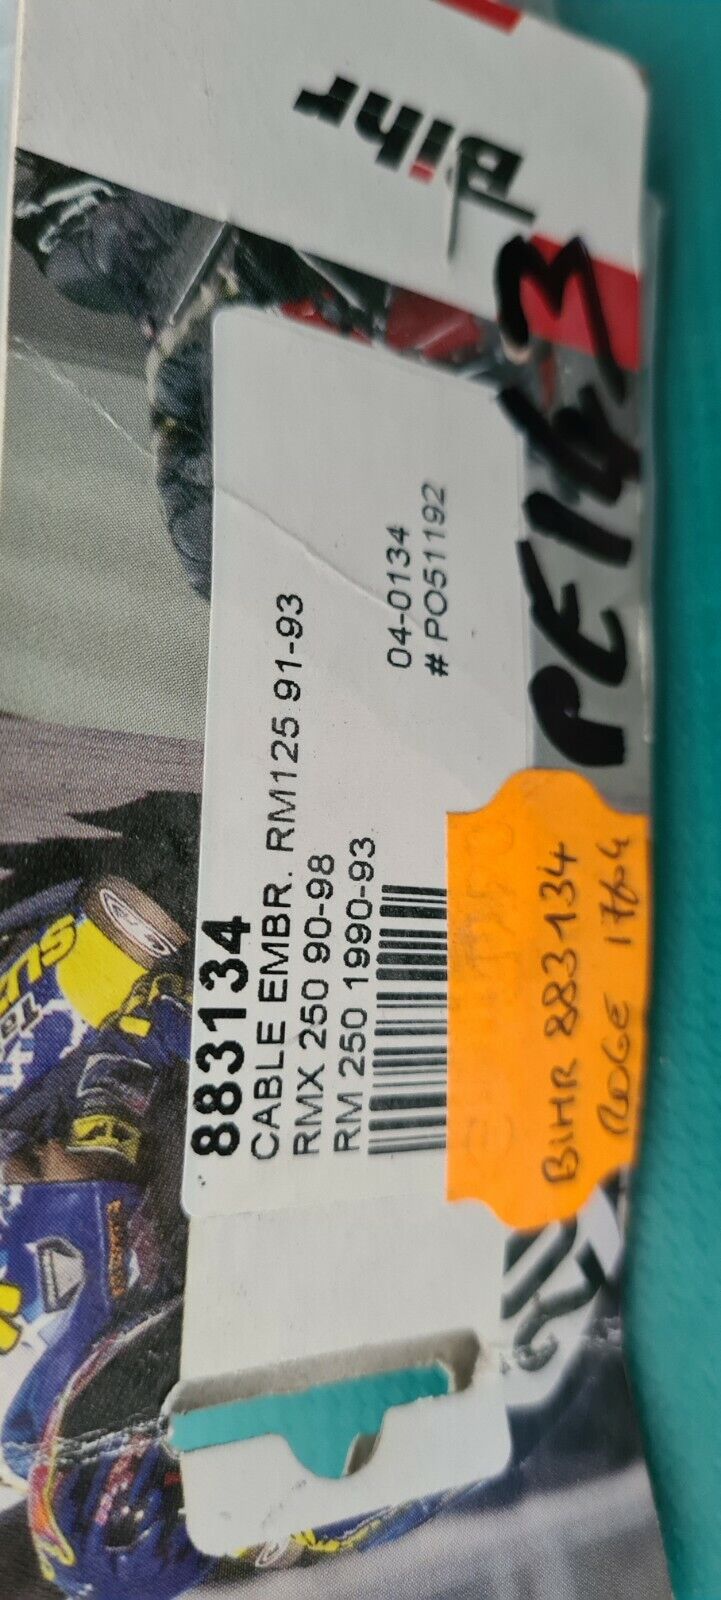 Bihr
883134
CABLE EMBR. RM125 91-93
RMX 250 90-98
RM 250 1990-93
04-0134
# PO51192
PE163
BIHR 883134